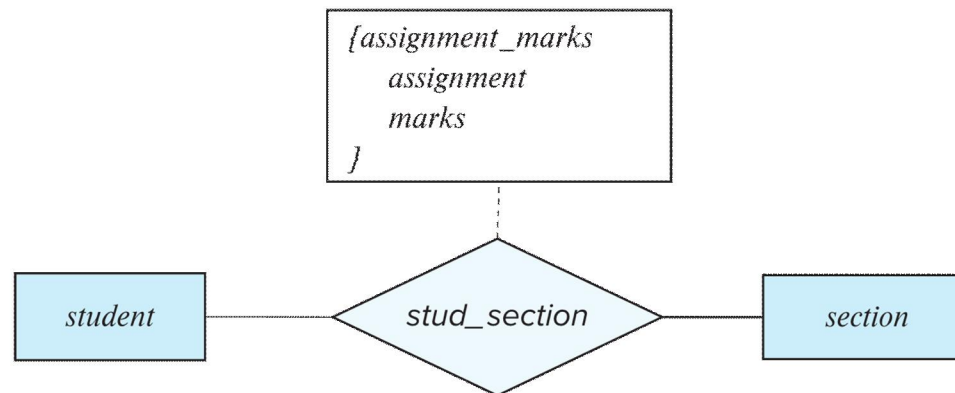 [assignment_marks
assignment
marks
]
student
stud_section
section